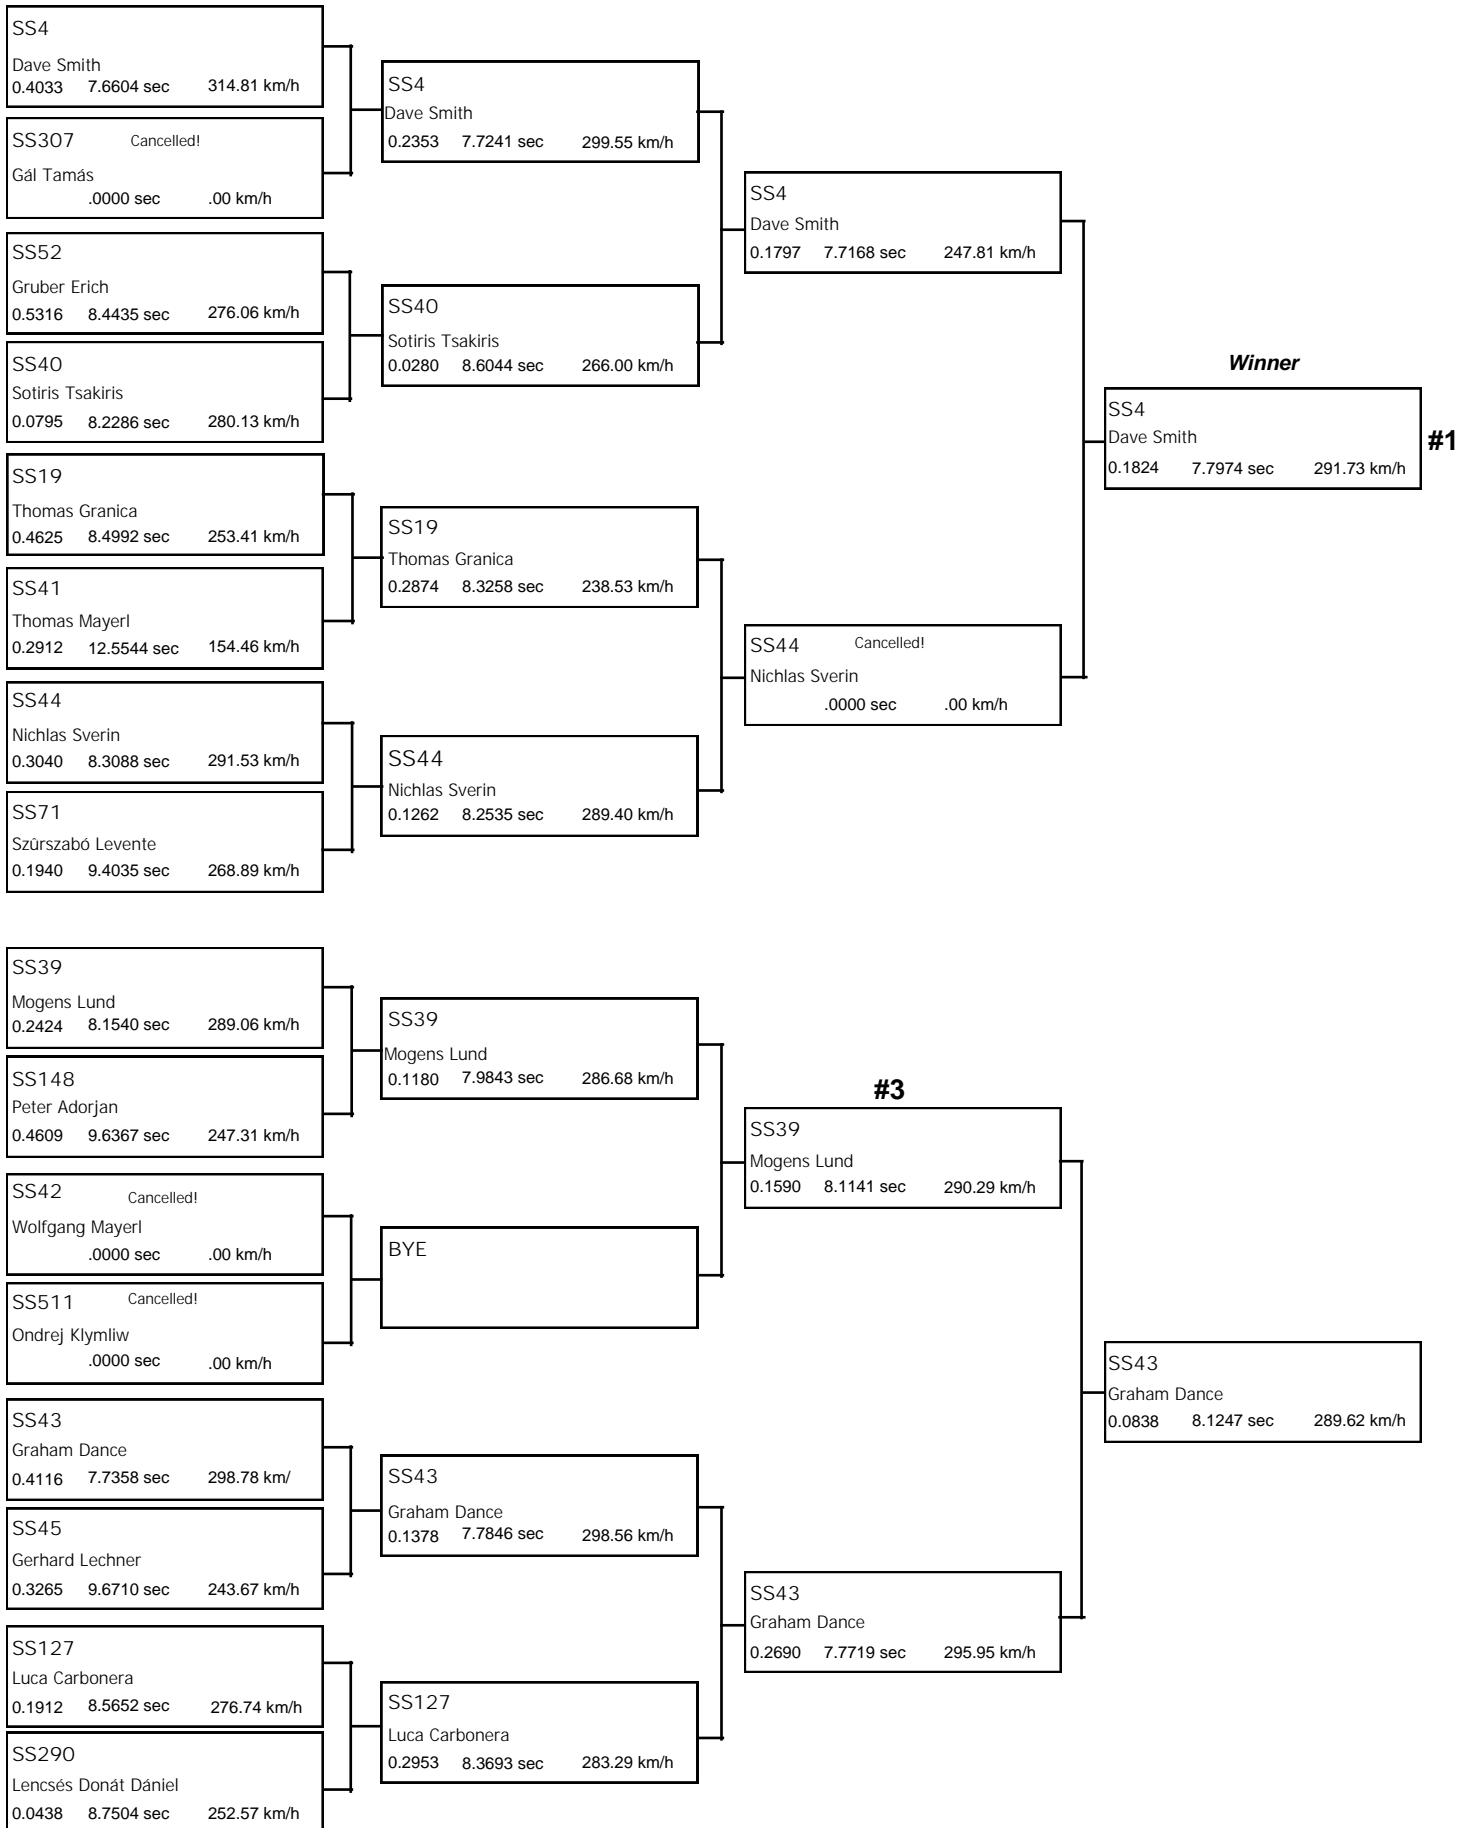 SS4
Dave Smith
0.4033 7.6604 sec 314.81 km/h
SS307 Cancelled!
Gál Tamás
.0000 sec .00 km/h
SS52
Gruber Erich
0.5316 8.4435 sec 276.06 km/h
SS40
Sotiris Tsakiris
0.0795 8.2286 sec 280.13 km/h
SS19
Thomas Granica
0.4625 8.4992 sec 253.41 km/h
SS41
Thomas Mayerl
0.2912 12.5544 sec 154.46 km/h
SS44
Nichlas Sverin
0.3040 8.3088 sec 291.53 km/h
SS71
Szûrszabó Levente
0.1940 9.4035 sec 268.89 km/h
SS4
Dave Smith
0.2353 7.7241 sec 299.55 km/h
SS40
Sotiris Tsakiris
0.0280 8.6044 sec 266.00 km/h
SS19
Thomas Granica
0.2874 8.3258 sec 238.53 km/h
SS44
Nichlas Sverin
0.1262 8.2535 sec 289.40 km/h
SS4
Dave Smith
0.1797 7.7168 sec 247.81 km/h
SS44 Cancelled!
Nichlas Sverin
.0000 sec .00 km/h
Winner
SS4
Dave Smith
0.1824 7.7974 sec 291.73 km/h
#1
SS39
Mogens Lund
0.2424 8.1540 sec 289.06 km/h
SS148
Peter Adorjan
0.4609 9.6367 sec 247.31 km/h
SS42 Cancelled!
Wolfgang Mayerl
.0000 sec .00 km/h
SS511 Cancelled!
Ondrej Klymliw
.0000 sec .00 km/h
SS43
Graham Dance
0.4116 7.7358 sec 298.78 km/
SS45
Gerhard Lechner
0.3265 9.6710 sec 243.67 km/h
SS127
Luca Carbonera
0.1912 8.5652 sec 276.74 km/h
SS290
Lencsés Donát Dániel
0.0438 8.7504 sec 252.57 km/h
SS39
Mogens Lund
0.1180 7.9843 sec 286.68 km/h
BYE
SS43
Graham Dance
0.1378 7.7846 sec 298.56 km/h
SS127
Luca Carbonera
0.2953 8.3693 sec 283.29 km/h
#3
SS39
Mogens Lund
0.1590 8.1141 sec 290.29 km/h
SS43
Graham Dance
0.2690 7.7719 sec 295.95 km/h
SS43
Graham Dance
0.0838 8.1247 sec 289.62 km/h